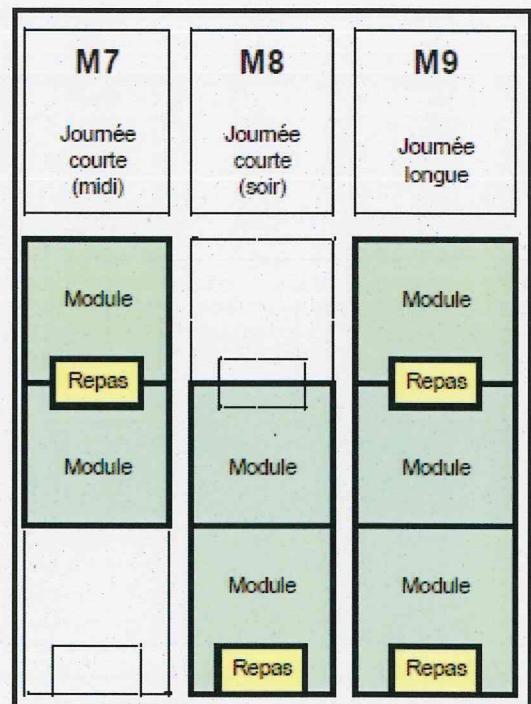 M7
Journée
courte
(midi)
M8
Journée
courte
(soir)
M9
Journée
longue
Module
Repas
Module
Module
Module
Repas
Module
Repas
Module
Module
Repas